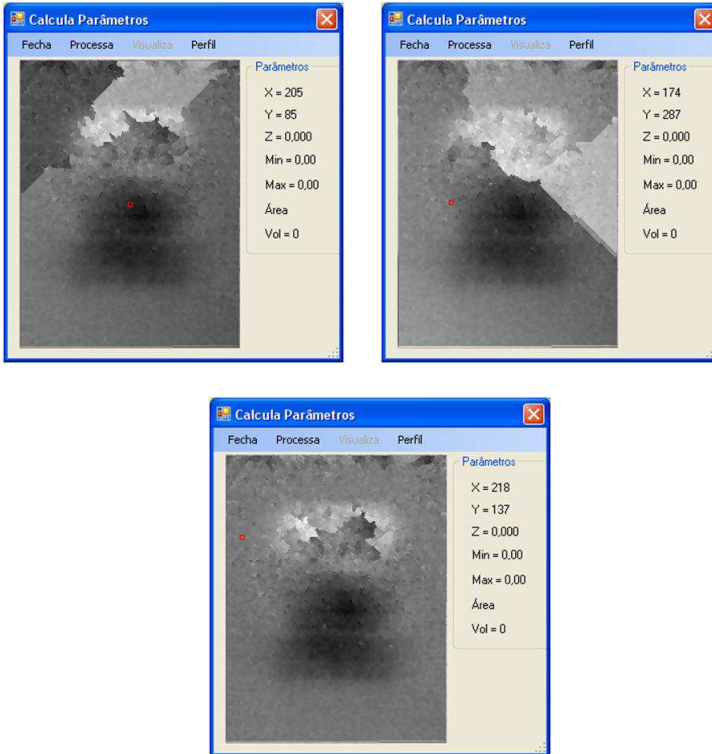 Calcula Parâmetros
Fecha Processa Visualiza Perfil
Parâmetros
X = 205
Y = 85
Z = 0,000
Min = 0,00
Max = 0,00
Área
Vol = 0
Calcula Parâmetros
Fecha Processa Visualiza Perfil
Parâmetros
X = 174
Y = 287
Z = 0,000
Min = 0,00
Max = 0,00
Área
Vol = 0
Calcula Parâmetros
Fecha Processa Visualiza Perfil
Parâmetros
X = 218
Y = 137
Z = 0,000
Min = 0,00
Max = 0,00
Área
Vol = 0